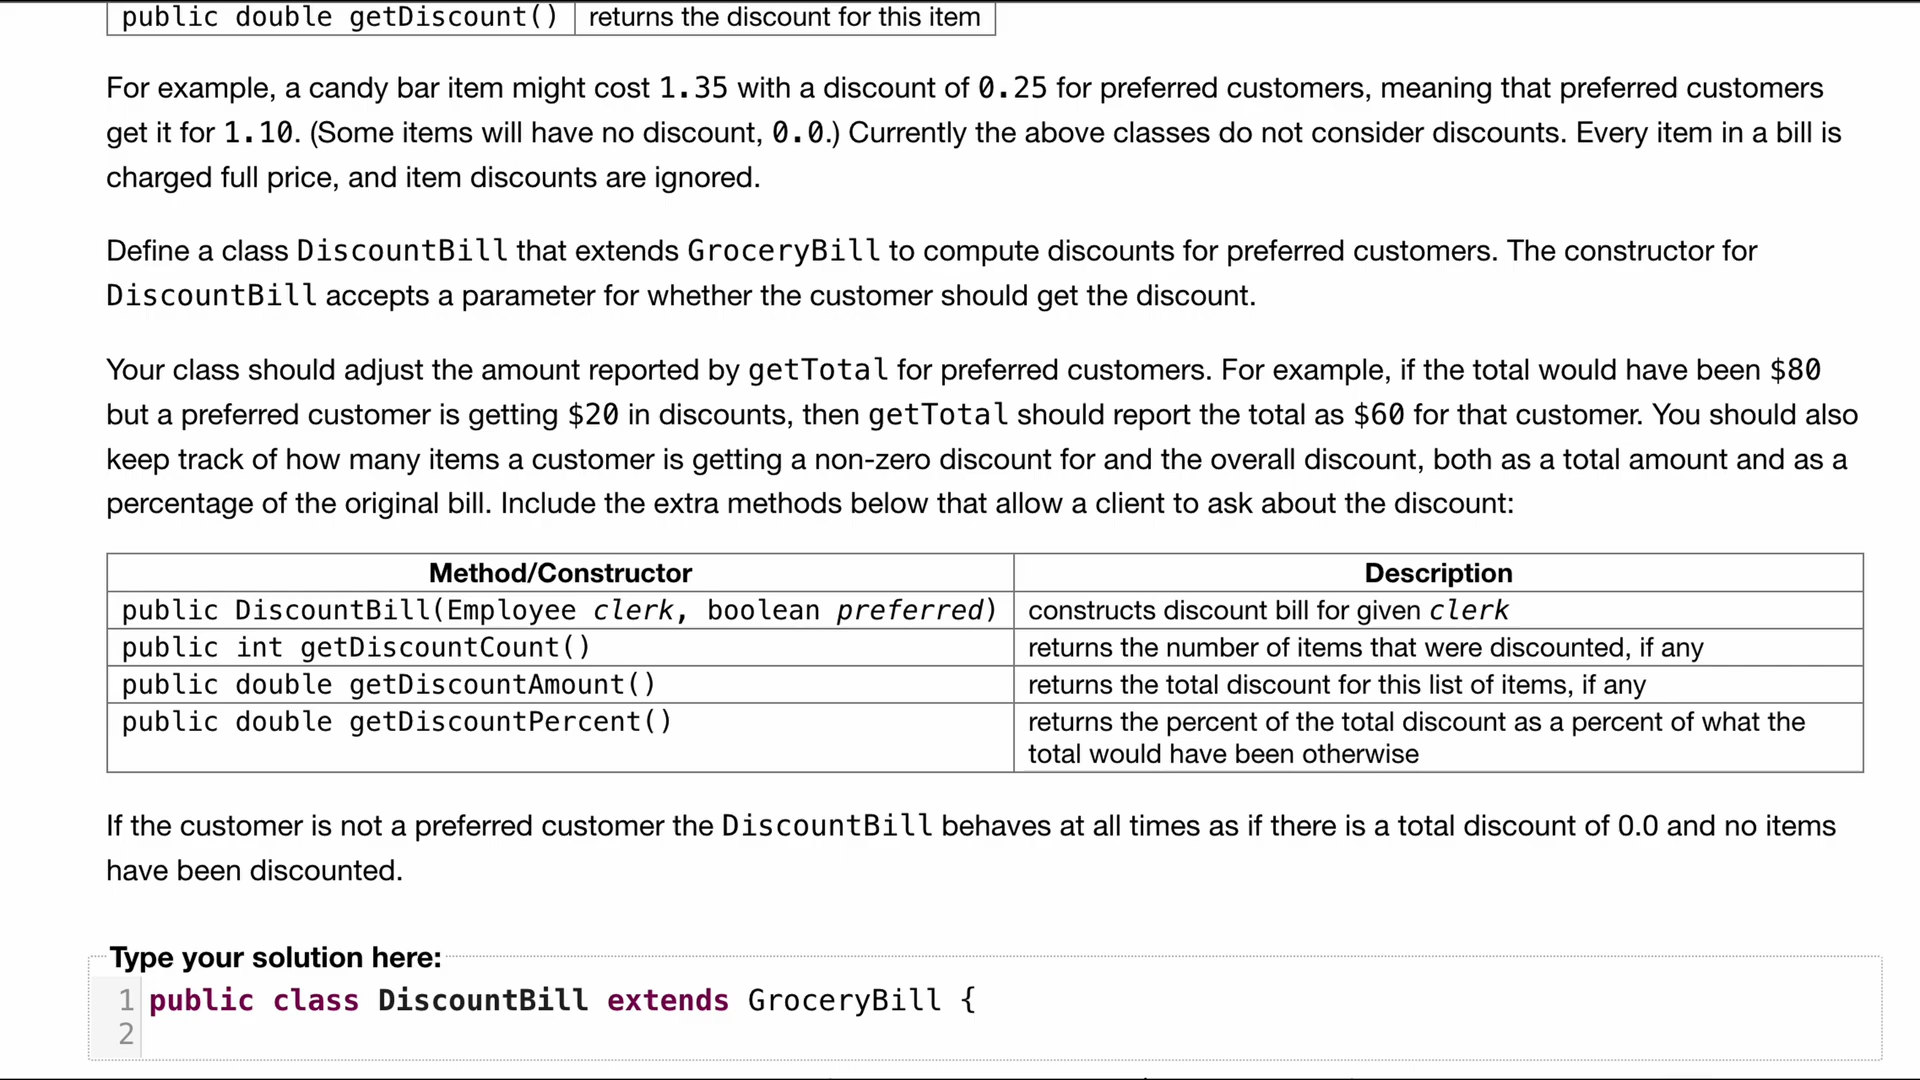 public double getDiscount() returns the discount for this item
For example, a candy bar item might cost 1.35 with a discount of 0.25 for preferred customers, meaning that preferred customers
get it for 1.10. (Some items will have no discount, 0.0.) Currently the above classes do not consider discounts. Every item in a bill is
charged full price, and item discounts are ignored.
Define a class DiscountBill that extends GroceryBill to compute discounts for preferred customers. The constructor for
DiscountBill accepts a parameter for whether the customer should get the discount.
Your class should adjust the amount reported by getTotal for preferred customers. For example, if the total would have been $80
but a preferred customer is getting $20 in discounts, then getTotal should report the total as $60 for that customer. You should also
keep track of how many items a customer is getting a non-zero discount for and the overall discount, both as a total amount and as a
percentage of the original bill. Include the extra methods below that allow a client to ask about the discount:
Method/Constructor Description
public DiscountBill(Employee clerk, boolean preferred) constructs discount bill for given clerk
public int getDiscountCount() returns the number of items that were discounted, if any
public double getDiscountAmount() returns the total discount for this list of items, if any
public double getDiscountPercent() returns the percent of the total discount as a percent of what the
total would have been otherwise
If the customer is not a preferred customer the DiscountBill behaves at all times as if there is a total discount of 0.0 and no items
have been discounted.
Type your solution here:
1 public class DiscountBill extends GroceryBill {
2